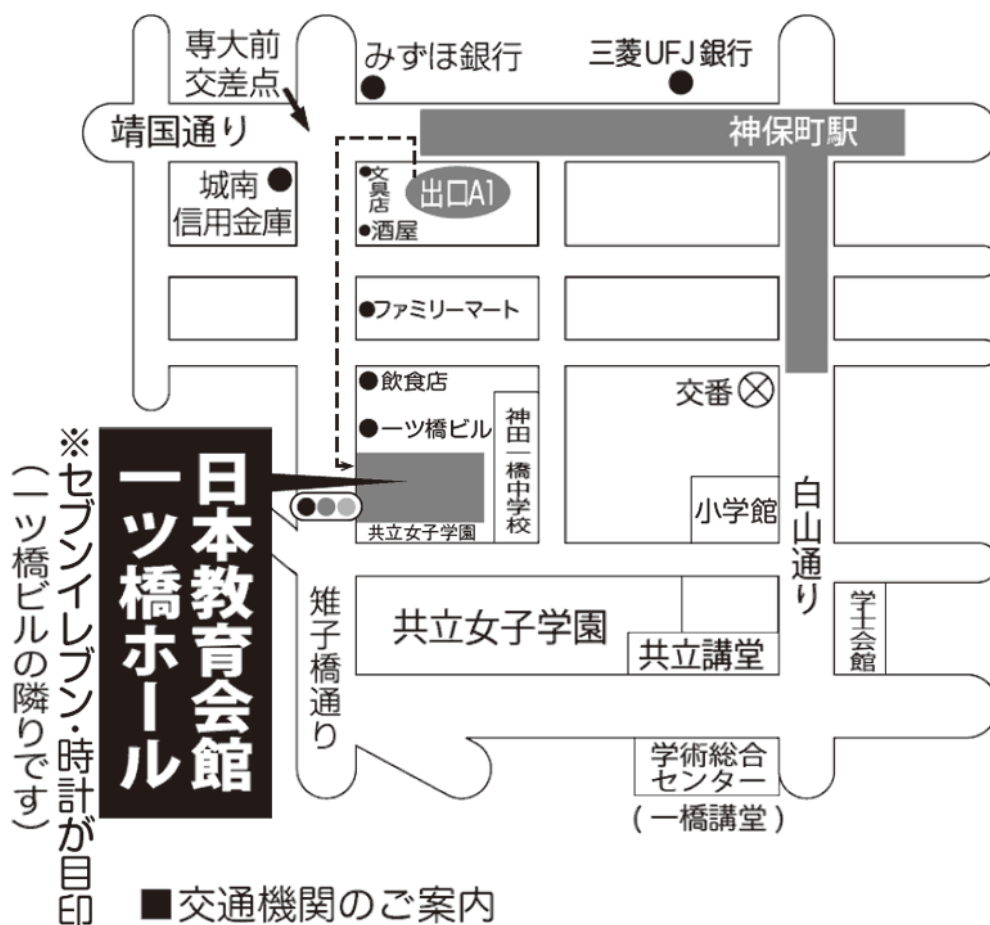 専大前
交差点
みずほ銀行
三菱UFJ銀行
靖国通り
神保町駅
城南
信用金庫
文具店
出口A1
酒屋
ファミリーマート
飲食店
一ツ橋ビル
神田一橋中学校
交番
小学館
白山通り
共立女子学園
日本教育会館
一ツ橋ホール
※セブンイレブン・時計が目印
(一ツ橋ビルの隣りです)
雉子橋通り
共立女子学園
共立講堂
学士会館
学術総合
センター
(一橋講堂)
■交通機関のご案内